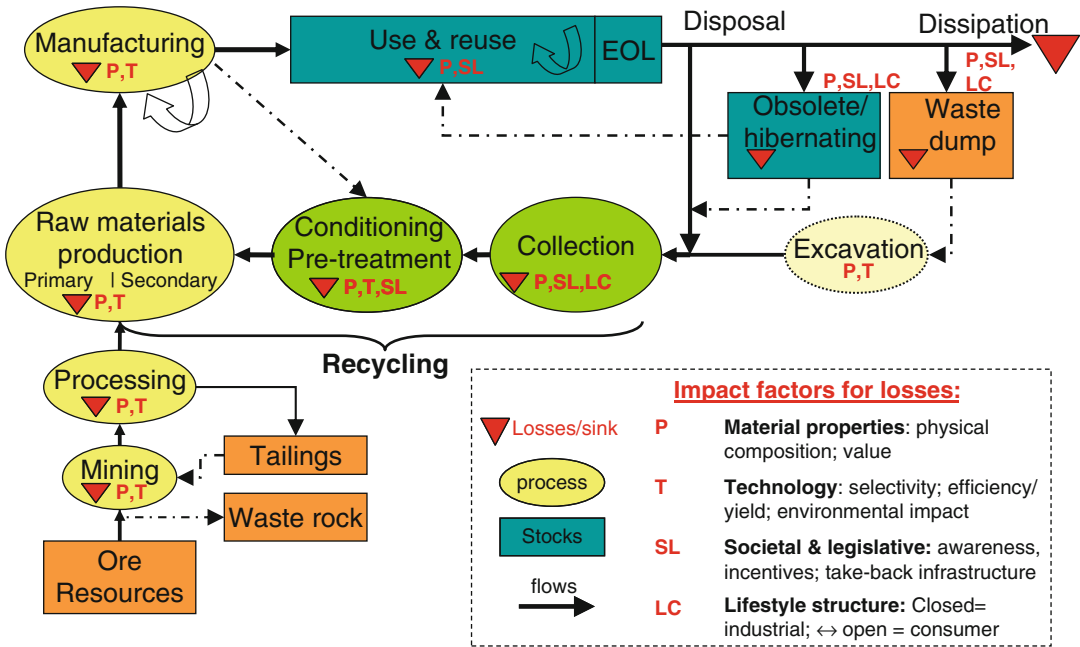 Manufacturing
P,T
Use & reuse
P,SL
EOL
Disposal
Dissipation
P,SL,LC
P,SL,
LC
Obsolete/
hibernating
Waste
dump
Raw materials
production
Primary | Secondary
P,T
Conditioning
Pre-treatment
P,T,SL
Collection
P,SL,LC
Excavation
P,T
Recycling
Processing
P,T
Tailings
Mining
P,T
Waste rock
Ore
Resources
Impact factors for losses:
Losses/sink
P
Material properties: physical
composition; value
process
T
Technology: selectivity; efficiency/
yield; environmental impact
Stocks
SL
Societal & legislative: awareness,
incentives; take-back infrastructure
flows
LC
Lifestyle structure: Closed=
industrial; ↔ open = consumer